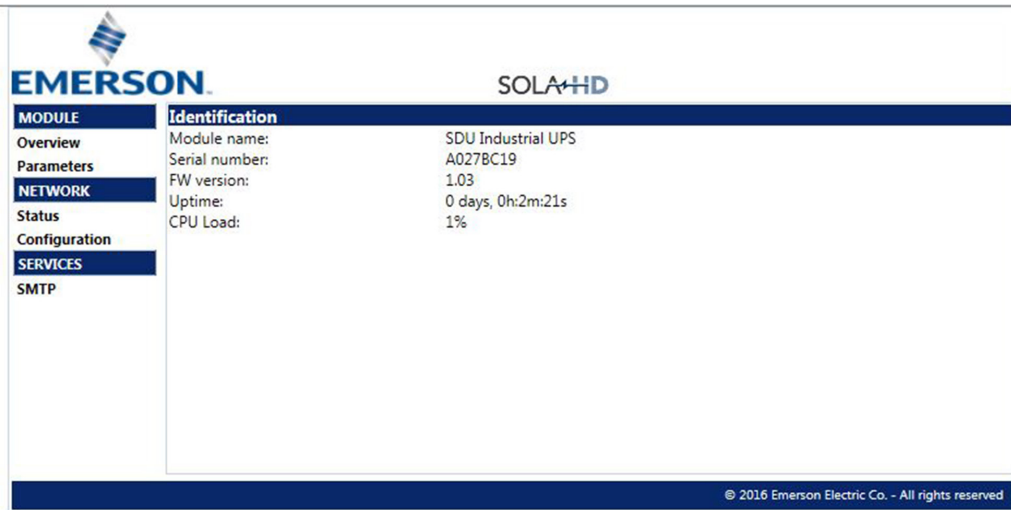 EMERSON.
SOLA HD
MODULE
Overview
Parameters
NETWORK
Status
Configuration
SERVICES
SMTP
Identification
Module name: SDU Industrial UPS
Serial number: A027BC19
FW version: 1.03
Uptime: 0 days, 0h:2m:21s
CPU Load: 1%
© 2016 Emerson Electric Co. - All rights reserved